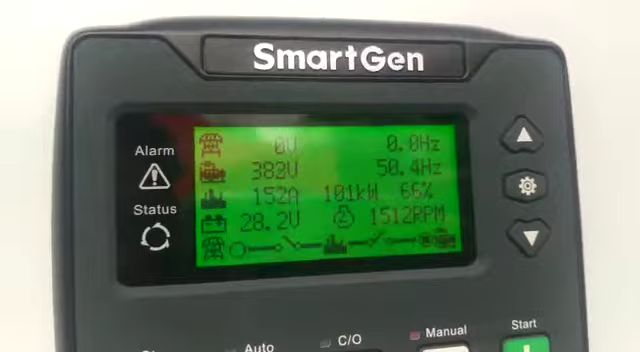 SmartGen
Alarm
Status
0V 0.0Hz
382V 50.4Hz
152A 101kW 66%
28.2V 1512RPM
Auto
C/O
Manual
Start